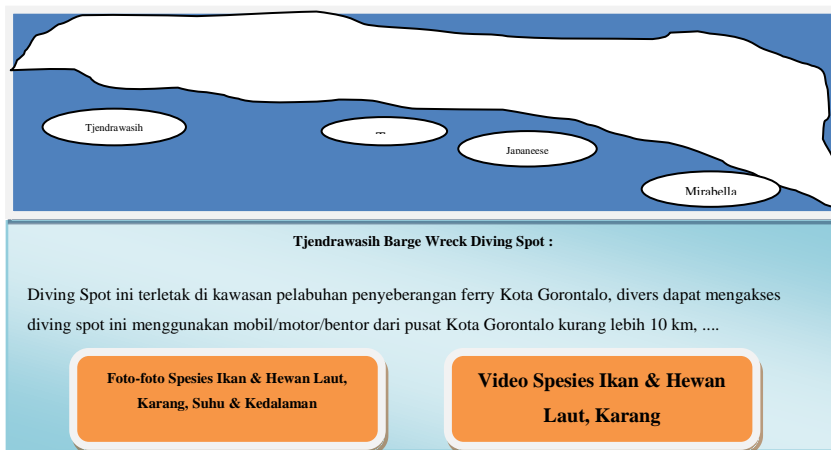 Tjendrawasih
Japaneese
Mirabella
Tjendrawasih Barge Wreck Diving Spot :
Diving Spot ini terletak di kawasan pelabuhan penyeberangan ferry Kota Gorontalo, divers dapat mengakses
diving spot ini menggunakan mobil/motor/bentor dari pusat Kota Gorontalo kurang lebih 10 km, ....
Foto-foto Spesies Ikan & Hewan Laut,
Karang, Suhu & Kedalaman
Video Spesies Ikan & Hewan
Laut, Karang